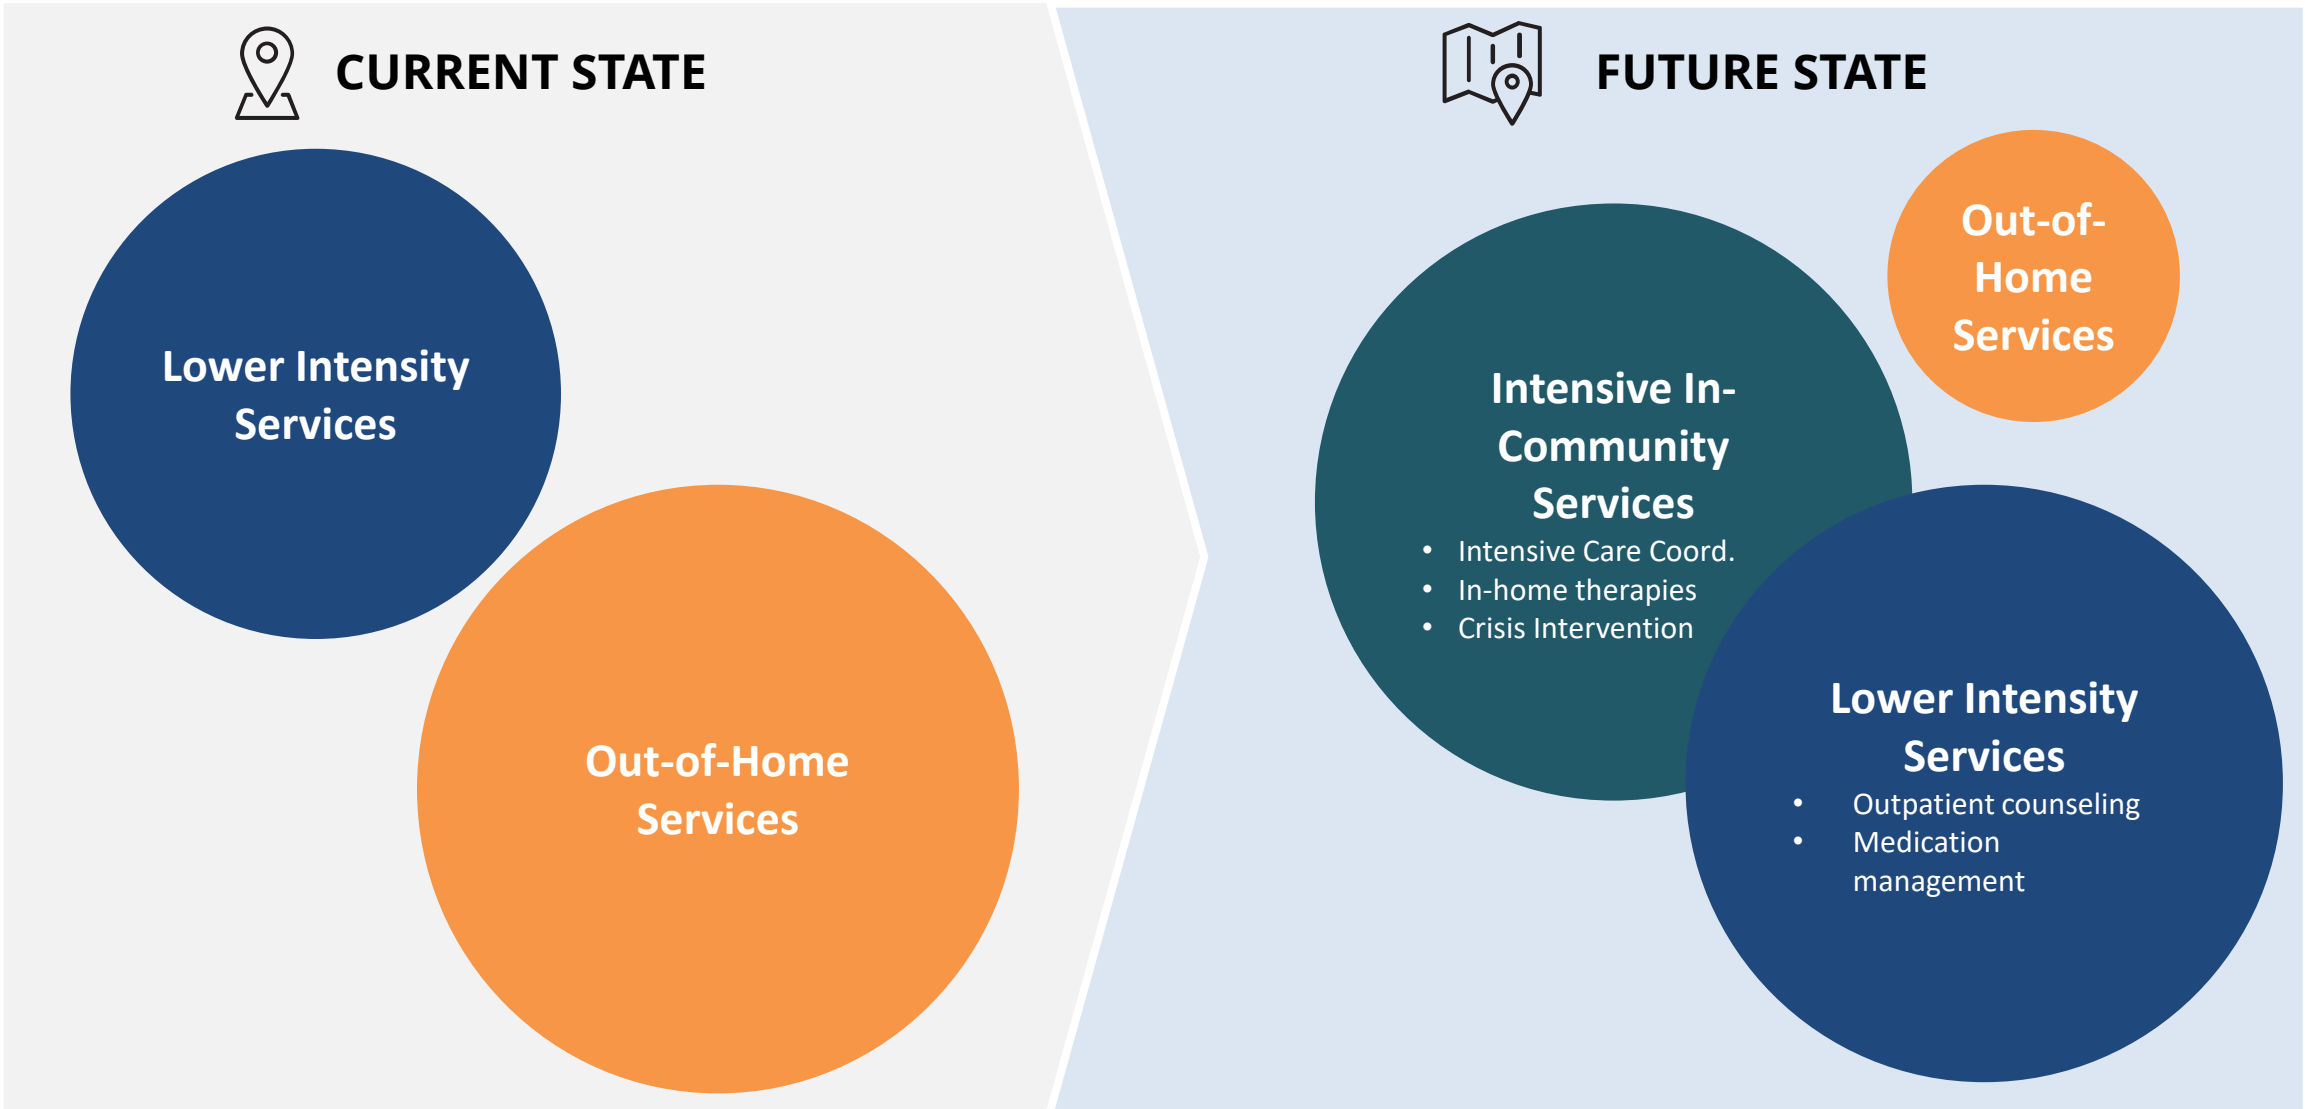 CURRENT STATE
Lower Intensity
Services
Out-of-Home
Services
FUTURE STATE
Out-of-
Home
Services
Intensive In-
Community
Services
• Intensive Care Coord.
• In-home therapies
• Crisis Intervention
Lower Intensity
Services
• Outpatient counseling
• Medication
management